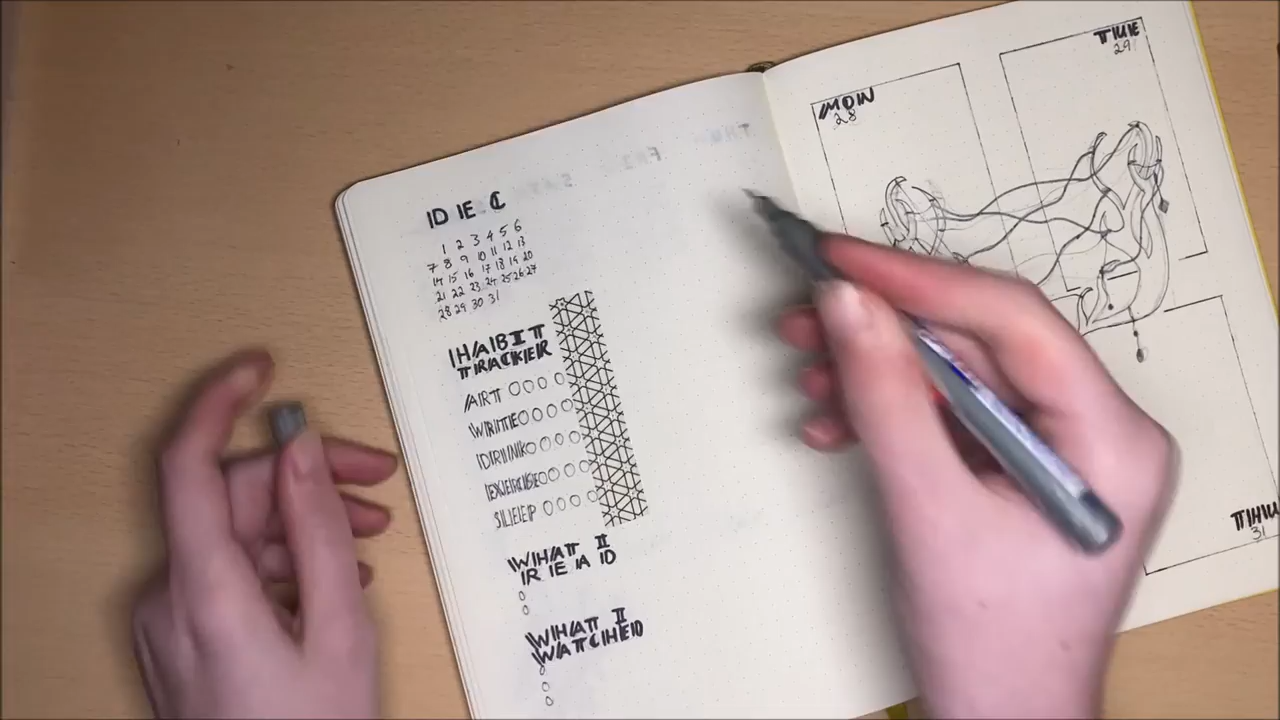 DEC
1 2 3 4 5 6
7 8 9 10 11 12 13
14 15 16 17 18 19 20
21 22 23 24 25 26 27
28 29 30 31
HABIT
TRACKER
ART
WRITE
DRINK
EXERCISE
SLEEP
WHAT I
READ
WHAT I
WATCHED
MON
28
TUE
29
THU
31